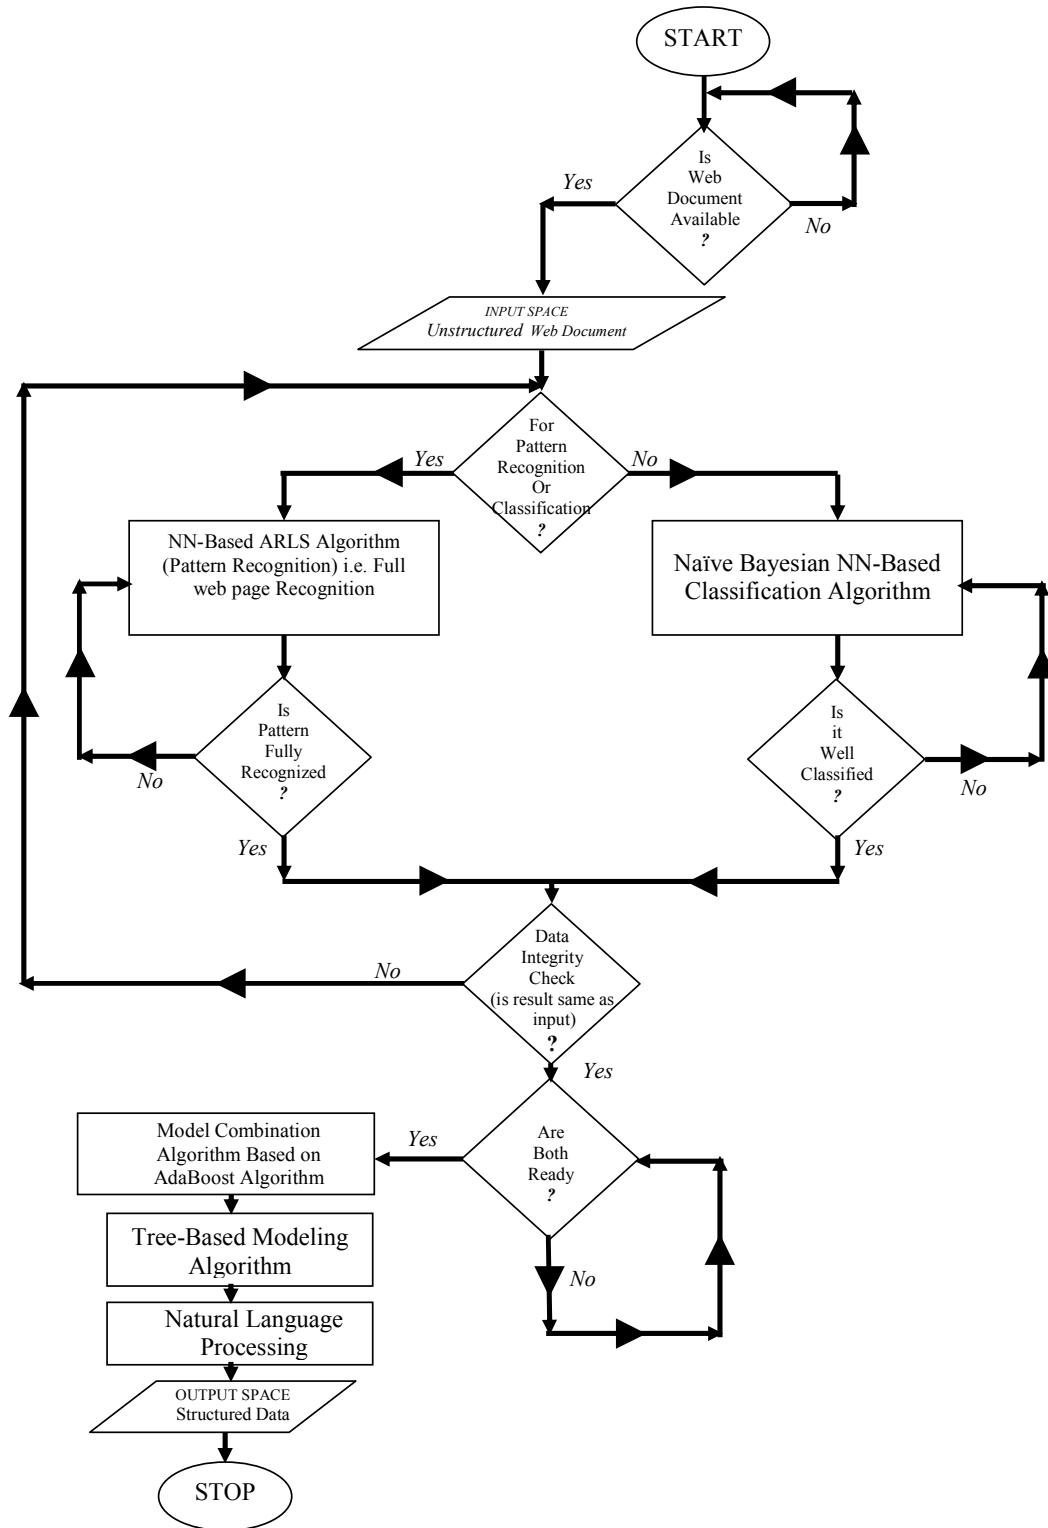 START
Is
Web
Document
Available
?
Yes
No
INPUT SPACE
Unstructured Web Document
For
Pattern
Recognition
Or
Classification
?
Yes
No
NN-Based ARLS Algorithm
(Pattern Recognition) i.e. Full
web page Recognition
Naïve Bayesian NN-Based
Classification Algorithm
Is
Pattern
Fully
Recognized
?
No
Yes
Is
it
Well
Classified
?
No
Yes
Data
Integrity
Check
(is result same as
input)
?
No
Yes
Are
Both
Ready
?
Yes
No
Model Combination
Algorithm Based on
AdaBoost Algorithm
Tree-Based Modeling
Algorithm
Natural Language
Processing
OUTPUT SPACE
Structured Data
STOP